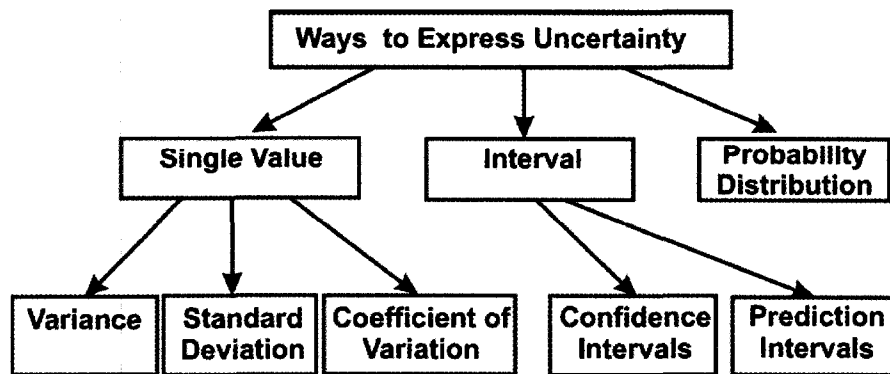 Ways to Express Uncertainty
Single Value
Interval
Probability
Distribution
Variance
Standard
Deviation
Coefficient of
Variation
Confidence
Intervals
Prediction
Intervals